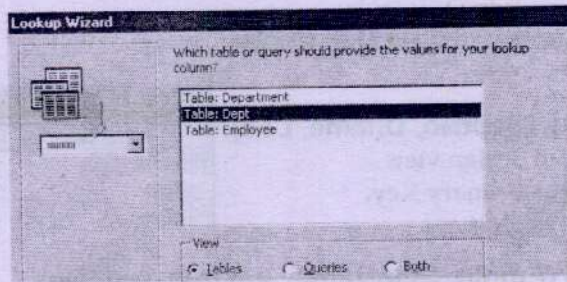 Lookup Wizard
Which table or query should provide the values for your lookup
column?
Table: Department
Table: Dept
Table: Employee
View
Tables Queries Both